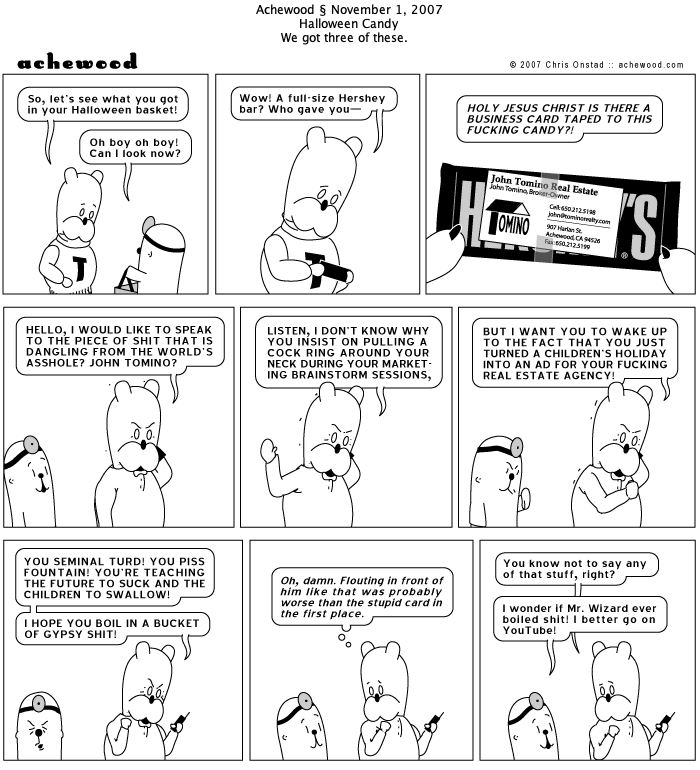 Achewood § November 1, 2007
Halloween Candy
We got three of these.
achewood
© 2007 Chris Onstad :: achewood.com
So, let's see what you got
in your Halloween basket!
Oh boy oh boy!
Can I look now?
T
Wow! A full-size Hershey
bar? Who gave you—
T
HOLY JESUS CHRIST IS THERE A
BUSINESS CARD TAPED TO THIS
FUCKING CANDY?!
John Tomino Real Estate
John Tomino, Broker-Owner
Cell: 650.212.5198
john@tominorealty.com
TOMINO
907 Harlan St.
Achewood, CA 94526
Fax: 650.212.5199
H 'S
®
HELLO, I WOULD LIKE TO SPEAK
TO THE PIECE OF SHIT THAT IS
DANGLING FROM THE WORLD'S
ASSHOLE? JOHN TOMINO?
LISTEN, I DON'T KNOW WHY
YOU INSIST ON PULLING A
COCK RING AROUND YOUR
NECK DURING YOUR MARKET-
ING BRAINSTORM SESSIONS,
BUT I WANT YOU TO WAKE UP
TO THE FACT THAT YOU JUST
TURNED A CHILDREN'S HOLIDAY
INTO AN AD FOR YOUR FUCKING
REAL ESTATE AGENCY!
YOU SEMINAL TURD! YOU PISS
FOUNTAIN! YOU'RE TEACHING
THE FUTURE TO SUCK AND THE
CHILDREN TO SWALLOW!
I HOPE YOU BOIL IN A BUCKET
OF GYPSY SHIT!
Oh, damn. Flouting in front of
him like that was probably
worse than the stupid card in
the first place.
You know not to say any
of that stuff, right?
I wonder if Mr. Wizard ever
boiled shit! I better go on
YouTube!